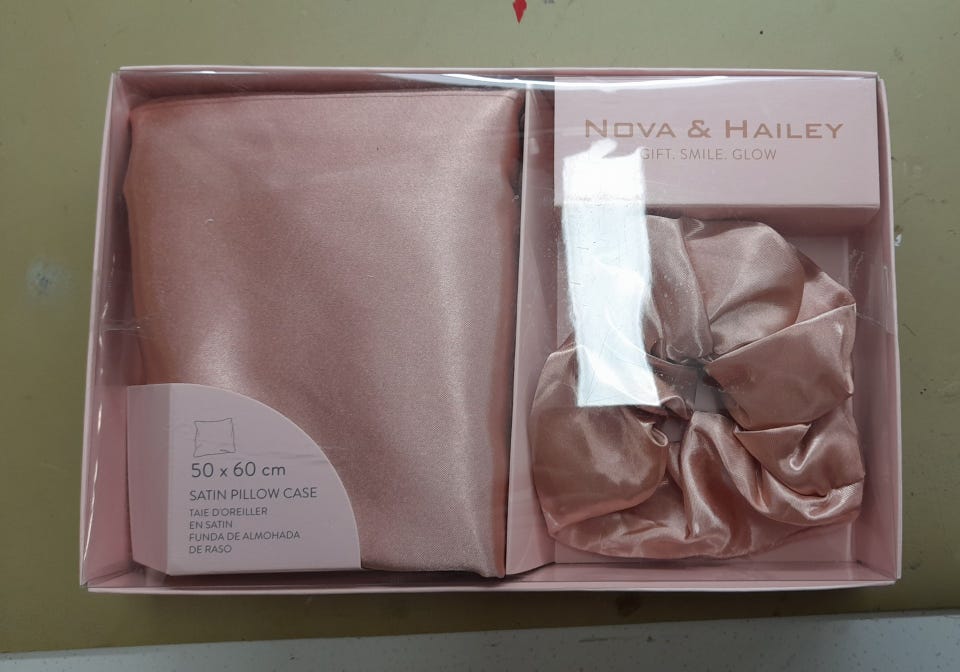 NOVA & HAILEY
GIFT. SMILE. GLOW
50 x 60 cm
SATIN PILLOW CASE
TAIE D'OREILLER
EN SATIN
FUNDA DE ALMOHADA
DE RASO